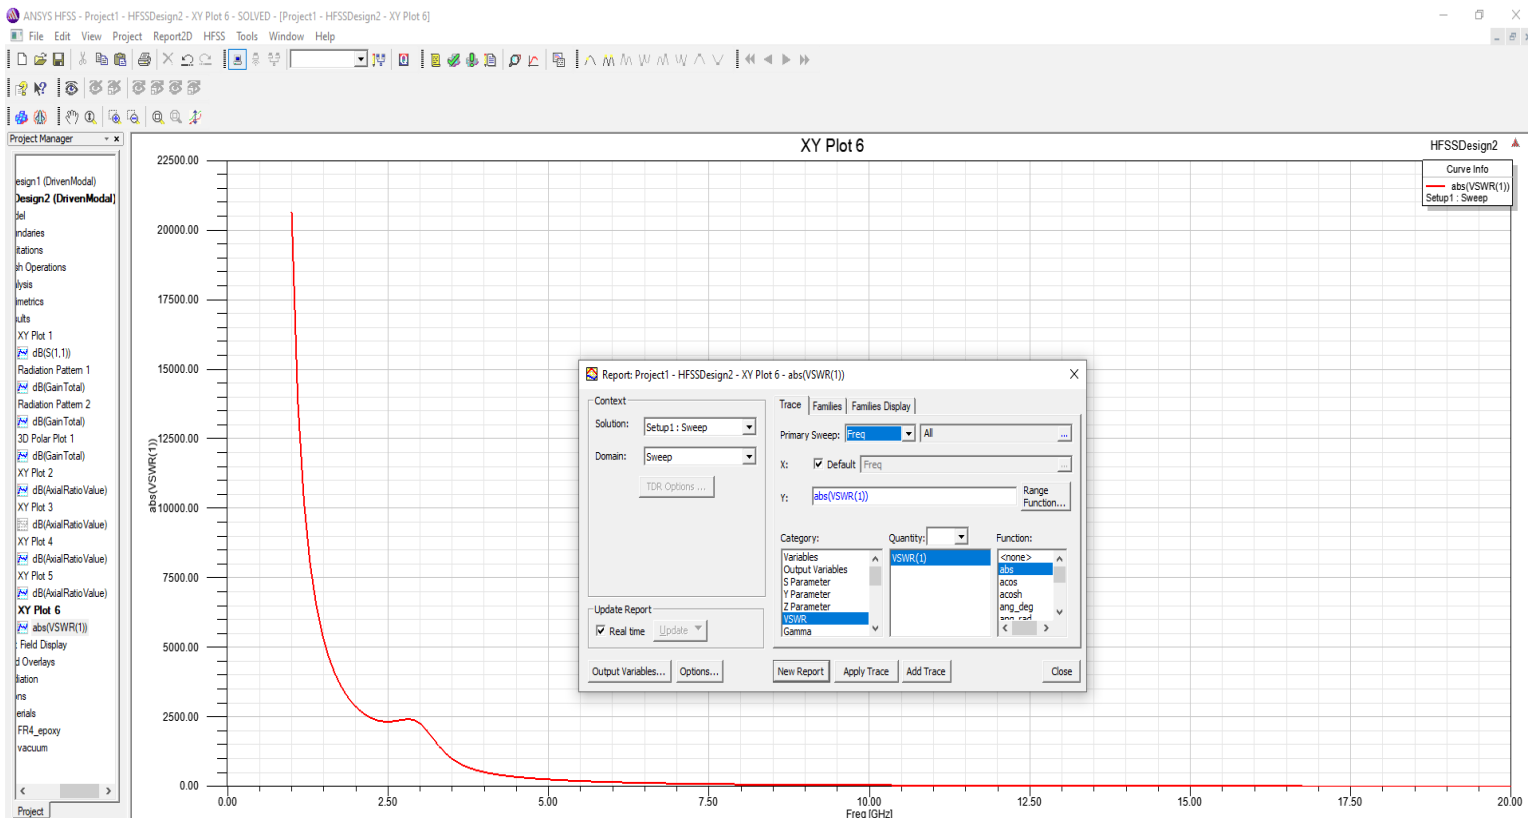 ANSYS HFSS - Project1 - HFSSDesign2 - XY Plot 6 - SOLVED - [Project1 - HFSSDesign2 - XY Plot 6]
File Edit View Project Report2D HFSS Tools Window Help
Project Manager
esign1 (DrivenModal)
Design2 (DrivenModal)
del
undaries
itations
sh Operations
lysis
imetrics
ults
XY Plot 1
dB(S(1,1))
Radiation Pattern 1
dB(GainTotal)
Radiation Pattern 2
dB(GainTotal)
3D Polar Plot 1
dB(GainTotal)
XY Plot 2
dB(AxialRatioValue)
XY Plot 3
dB(AxialRatioValue)
XY Plot 4
dB(AxialRatioValue)
XY Plot 5
dB(AxialRatioValue)
XY Plot 6
abs(VSWR(1))
: Field Display
d Overlays
diation
ons
erials
FR4_epoxy
vacuum
Project
XY Plot 6
HFSSDesign2
Curve Info
abs(VSWR(1))
Setup1 : Sweep
22500.00
20000.00
17500.00
15000.00
12500.00
10000.00
7500.00
5000.00
2500.00
0.00
abs(VSWR(1))
0.00 2.50 5.00 7.50 10.00 12.50 15.00 17.50 20.00
Freq [GHz]
Report: Project1 - HFSSDesign2 - XY Plot 6 - abs(VSWR(1))
Context
Solution: Setup1 : Sweep
Domain: Sweep
TDR Options ...
Update Report
Real time Update
Output Variables... Options...
Trace Families Families Display
Primary Sweep: Freq All ...
X: Default Freq ...
Y: abs(VSWR(1)) Range Function...
Category: Quantity: Function:
Variables
Output Variables
S Parameter
Y Parameter
Z Parameter
VSWR
Gamma
VSWR(1)
<none>
abs
acos
acosh
ang_deg
ang_rad
New Report Apply Trace Add Trace Close